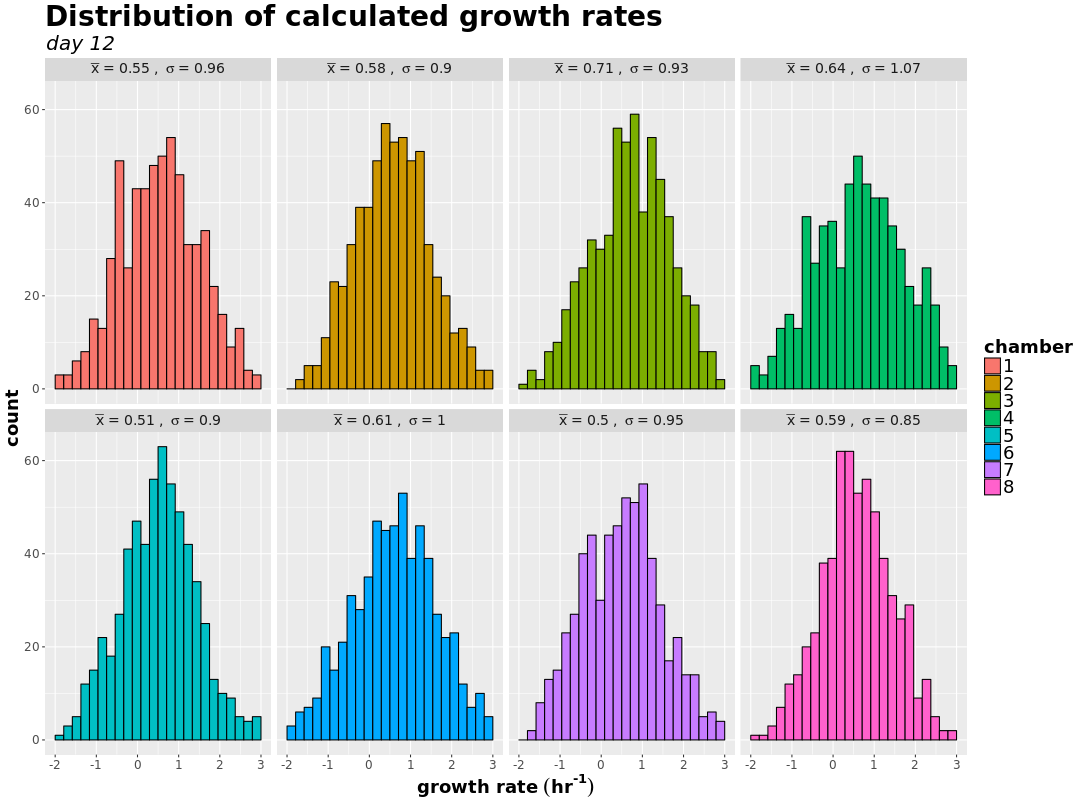 Distribution of calculated growth rates
day 12
x̅ = 0.55 , σ = 0.96
x̅ = 0.58 , σ = 0.9
x̅ = 0.71 , σ = 0.93
x̅ = 0.64 , σ = 1.07
60
40
20
0
x̅ = 0.51 , σ = 0.9
x̅ = 0.61 , σ = 1
x̅ = 0.5 , σ = 0.95
x̅ = 0.59 , σ = 0.85
60
40
20
0
-2 -1 0 1 2 3
-2 -1 0 1 2 3
-2 -1 0 1 2 3
-2 -1 0 1 2 3
growth rate (hr⁻¹)
count
chamber
1
2
3
4
5
6
7
8